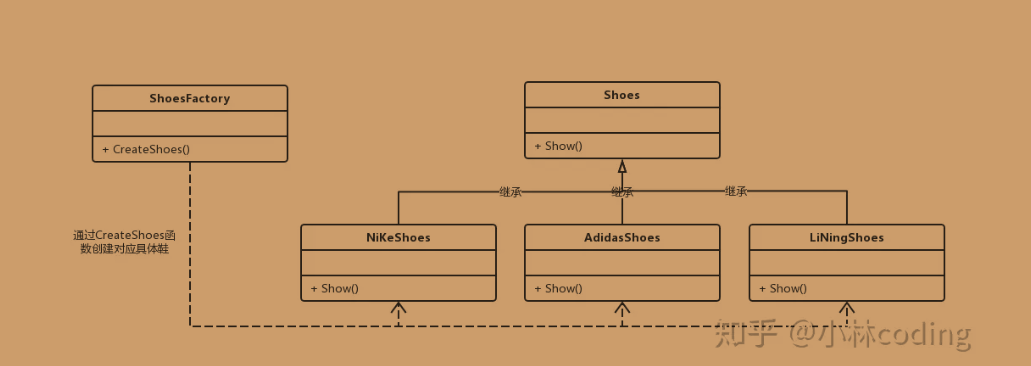 ShoesFactory
+ CreateShoes()
Shoes
+ Show()
继承
继承
继承
通过CreateShoes函
数创建对应具体鞋
NiKeShoes
+ Show()
AdidasShoes
+ Show()
LiNingShoes
+ Show()
知乎 @小林coding